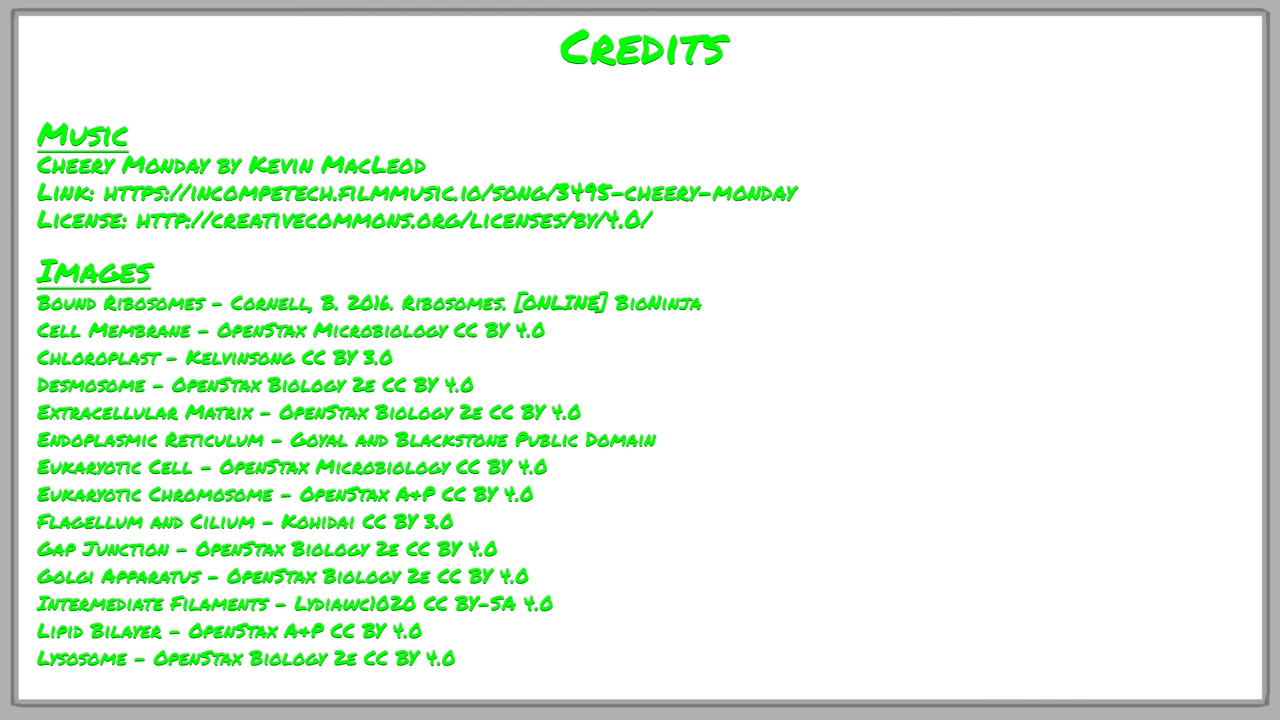 Credits
Music
Cheery Monday by Kevin MacLeod
Link: https://incompetech.filmmusic.io/song/3495-cheery-monday
License: http://creativecommons.org/licenses/by/4.0/
Images
Bound Ribosomes - Cornell, B. 2016. Ribosomes. [ONLINE] BioNinja
Cell Membrane - OpenStax Microbiology CC BY 4.0
Chloroplast - Kelvinsong CC BY 3.0
Desmosome - OpenStax Biology 2e CC BY 4.0
Extracellular Matrix - OpenStax Biology 2e CC BY 4.0
Endoplasmic Reticulum - Goyal and Blackstone Public Domain
Eukaryotic Cell - OpenStax Microbiology CC BY 4.0
Eukaryotic Chromosome - OpenStax A+P CC BY 4.0
Flagellum and Cilium - Kohidai CC BY 3.0
Gap Junction - OpenStax Biology 2e CC BY 4.0
Golgi Apparatus - OpenStax Biology 2e CC BY 4.0
Intermediate Filaments - Lydiawc1020 CC BY-SA 4.0
Lipid Bilayer - OpenStax A+P CC BY 4.0
Lysosome - OpenStax Biology 2e CC BY 4.0